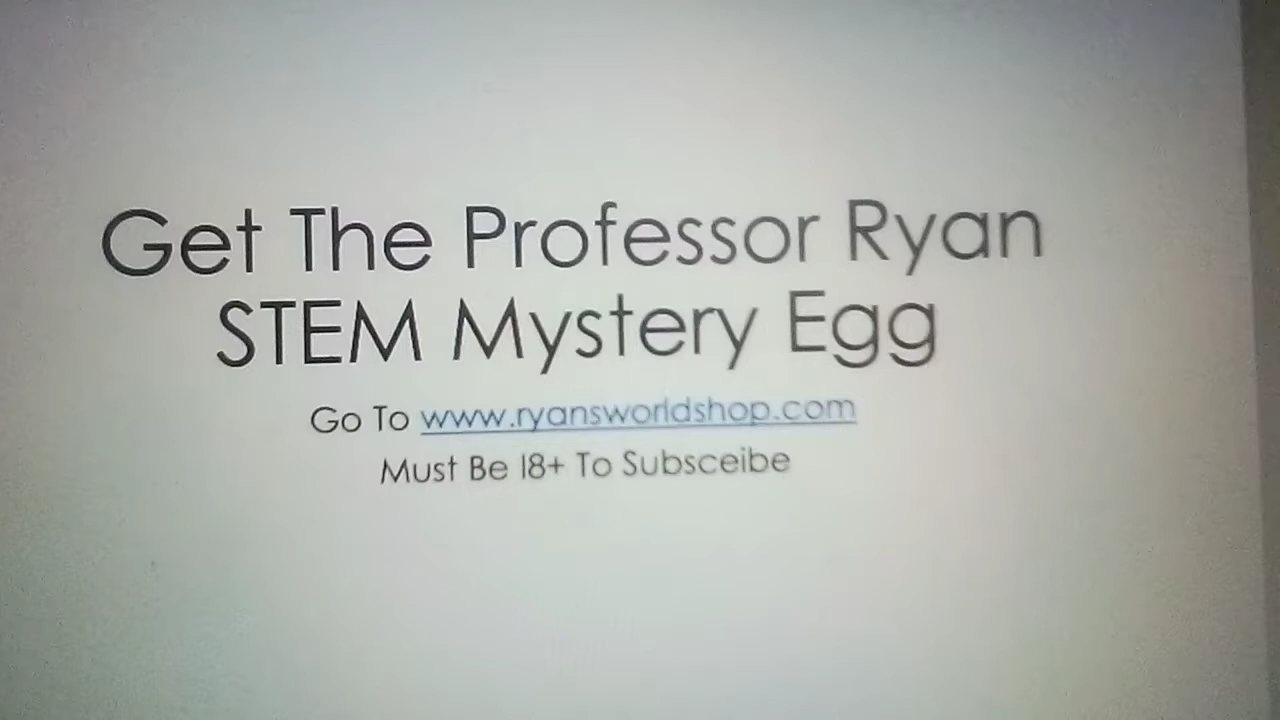 Get The Professor Ryan
STEM Mystery Egg
Go To www.ryansworldshop.com
Must Be 18+ To Subsceibe